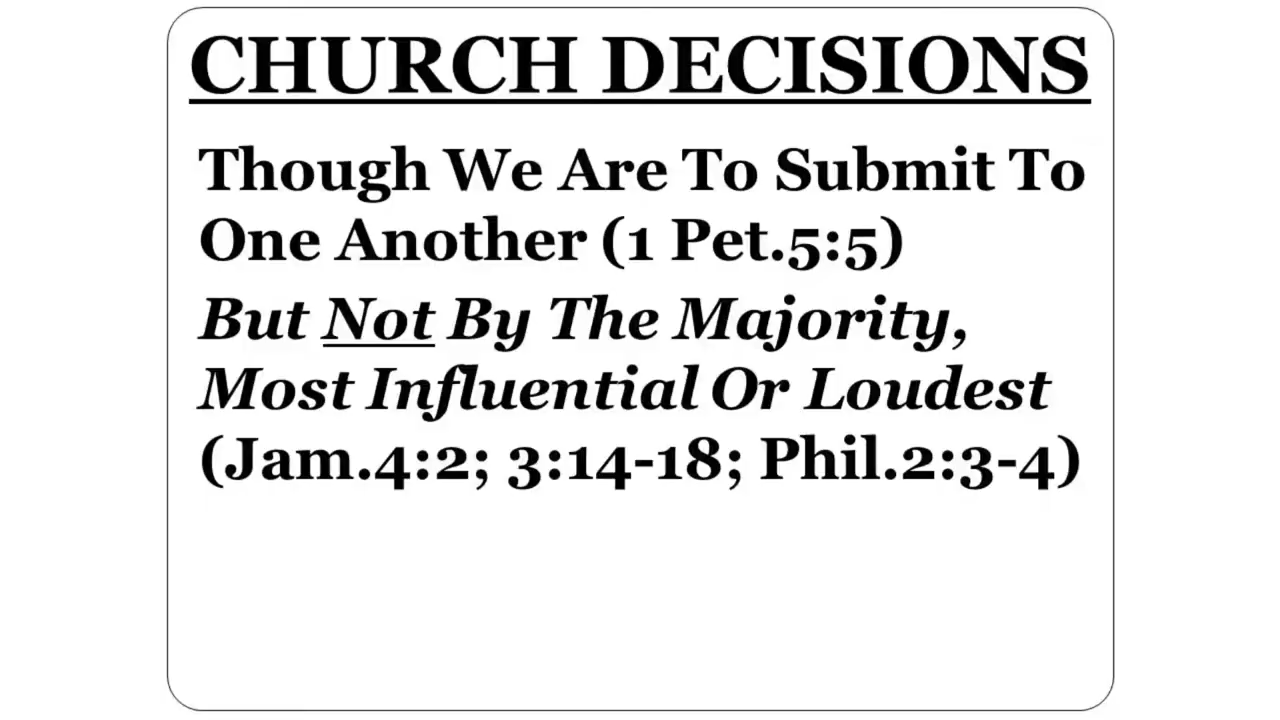 CHURCH DECISIONS
Though We Are To Submit To
One Another (1 Pet.5:5)
But Not By The Majority,
Most Influential Or Loudest
(Jam.4:2; 3:14-18; Phil.2:3-4)